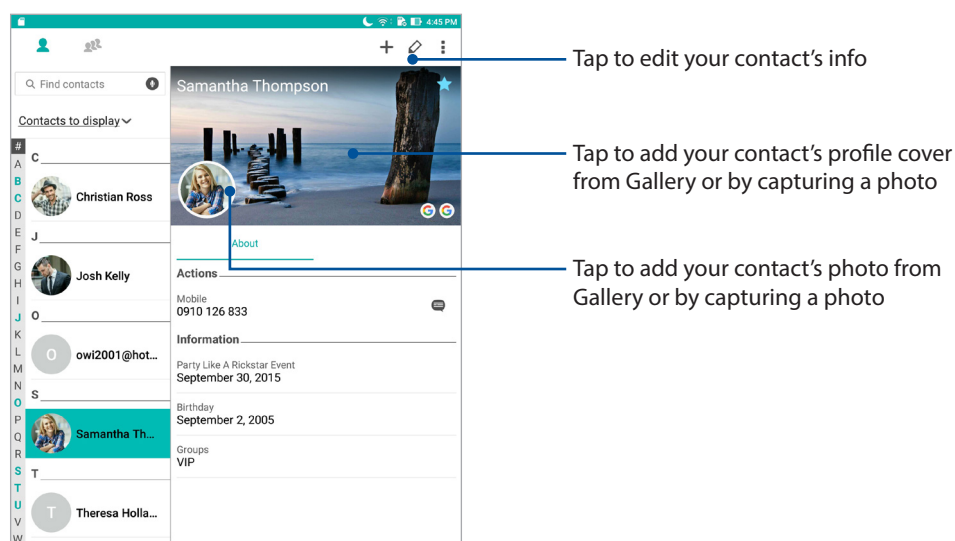 4:45 PM
Find contacts
Contacts to display
#
A
B
C
D
E
F
G
H
I
J
K
L
M
N
O
P
Q
R
S
T
U
V
W
C
Christian Ross
J
Josh Kelly
O
O
owi2001@hot...
S
Samantha Th...
T
T
Theresa Holla...
Samantha Thompson
G G
About
Actions
Mobile
0910 126 833
Information
Party Like A Rickstar Event
September 30, 2015
Birthday
September 2, 2005
Groups
VIP
Tap to edit your contact’s info
Tap to add your contact’s profile cover
from Gallery or by capturing a photo
Tap to add your contact’s photo from
Gallery or by capturing a photo